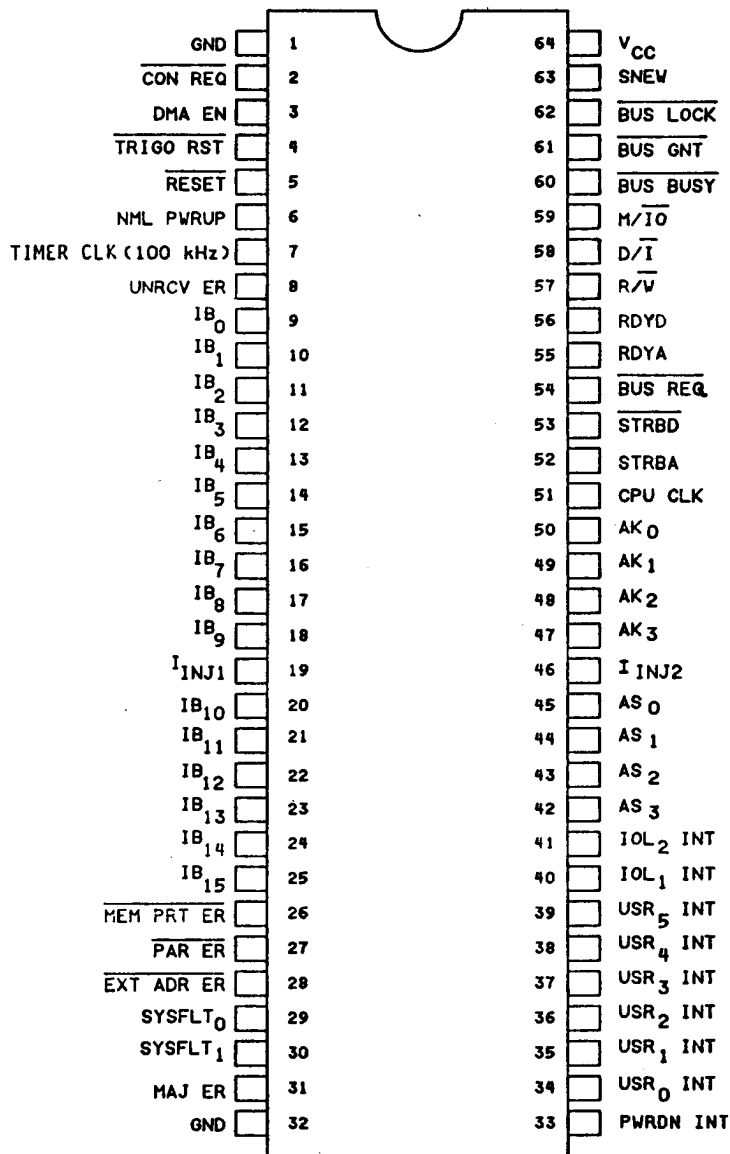 GND 1 64 V_CC
CON REQ 2 63 SNEW
DMA EN 3 62 BUS LOCK
TRIGO RST 4 61 BUS GNT
RESET 5 60 BUS BUSY
NML PWRUP 6 59 M/IO
TIMER CLK (100 kHz) 7 58 D/I
UNRCV ER 8 57 R/W
IB0 9 56 RDYD
IB1 10 55 RDYA
IB2 11 54 BUS REQ
IB3 12 53 STRBD
IB4 13 52 STRBA
IB5 14 51 CPU CLK
IB6 15 50 AK0
IB7 16 49 AK1
IB8 17 48 AK2
IB9 18 47 AK3
IINJ1 19 46 IINJ2
IB10 20 45 AS0
IB11 21 44 AS1
IB12 22 43 AS2
IB13 23 42 AS3
IB14 24 41 IOL2 INT
IB15 25 40 IOL1 INT
MEM PRT ER 26 39 USR5 INT
PAR ER 27 38 USR4 INT
EXT ADR ER 28 37 USR3 INT
SYSFLT0 29 36 USR2 INT
SYSFLT1 30 35 USR1 INT
MAJ ER 31 34 USR0 INT
GND 32 33 PWRDN INT